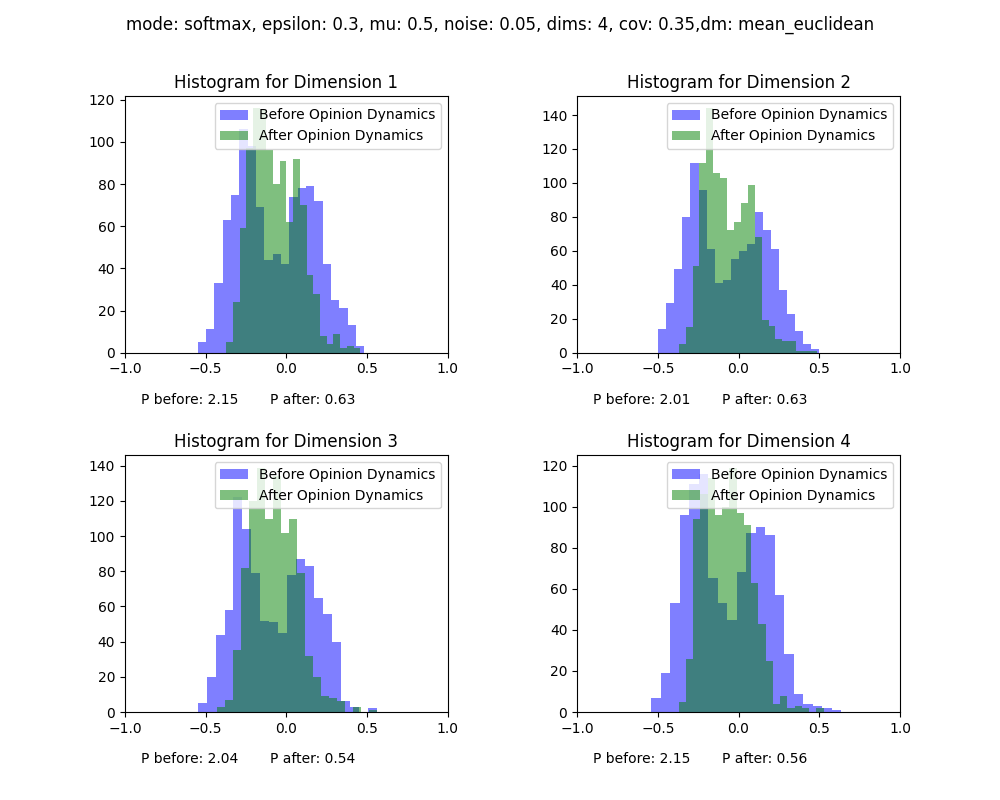 mode: softmax, epsilon: 0.3, mu: 0.5, noise: 0.05, dims: 4, cov: 0.35,dm: mean_euclidean
Histogram for Dimension 1
Before Opinion Dynamics
After Opinion Dynamics
120
100
80
60
40
20
0
−1.0 −0.5 0.0 0.5 1.0
P before: 2.15 P after: 0.63
Histogram for Dimension 2
Before Opinion Dynamics
After Opinion Dynamics
140
120
100
80
60
40
20
0
−1.0 −0.5 0.0 0.5 1.0
P before: 2.01 P after: 0.63
Histogram for Dimension 3
Before Opinion Dynamics
After Opinion Dynamics
140
120
100
80
60
40
20
0
−1.0 −0.5 0.0 0.5 1.0
P before: 2.04 P after: 0.54
Histogram for Dimension 4
Before Opinion Dynamics
After Opinion Dynamics
120
100
80
60
40
20
0
−1.0 −0.5 0.0 0.5 1.0
P before: 2.15 P after: 0.56